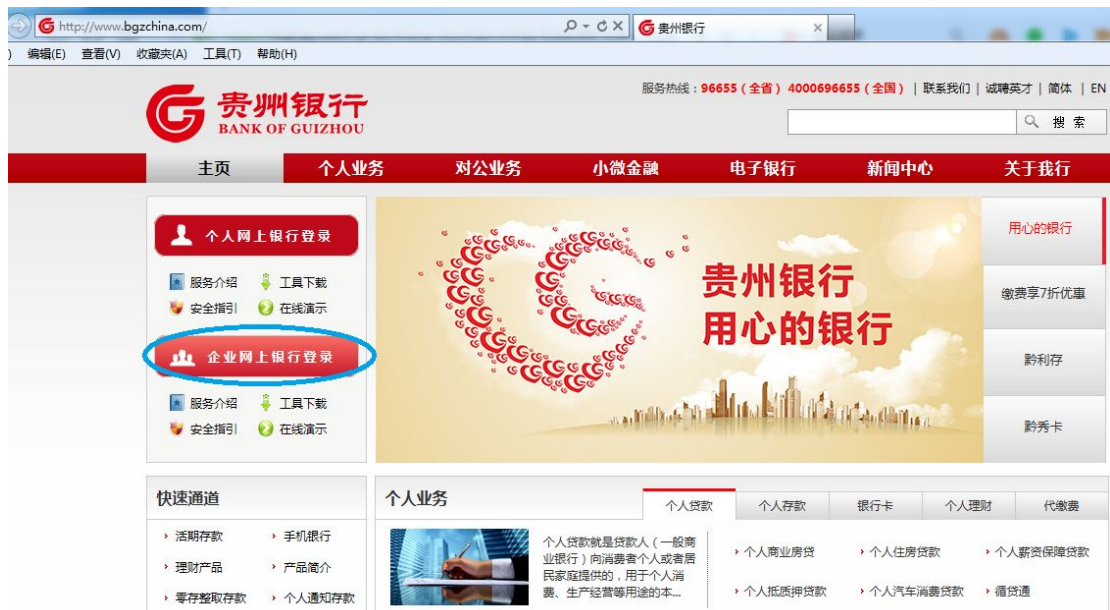 http://www.bgzchina.com/
贵州银行
) 编辑(E) 查看(V) 收藏夹(A) 工具(T) 帮助(H)
服务热线：96655（全省） 4000696655（全国） | 联系我们 | 诚聘英才 | 简体 | EN
贵州银行
BANK OF GUIZHOU
搜 索
主页 个人业务 对公业务 小微金融 电子银行 新闻中心 关于我行
个人网上银行登录
服务介绍 工具下载
安全指引 在线演示
企业网上银行登录
服务介绍 工具下载
安全指引 在线演示
贵州银行
用心的银行
用心的银行
缴费享7折优惠
黔利存
黔秀卡
快速通道
活期存款 手机银行
理财产品 产品简介
零存整取存款 个人通知存款
个人业务
个人贷款 个人存款 银行卡 个人理财 代缴费
个人贷款就是贷款人（一般商
业银行）向消费者个人或者居
民家庭提供的，用于个人消
费、生产经营等用途的本...
个人商业房贷 个人住房贷款 个人薪资保障贷款
个人抵质押贷款 个人汽车消费贷款 循贷通